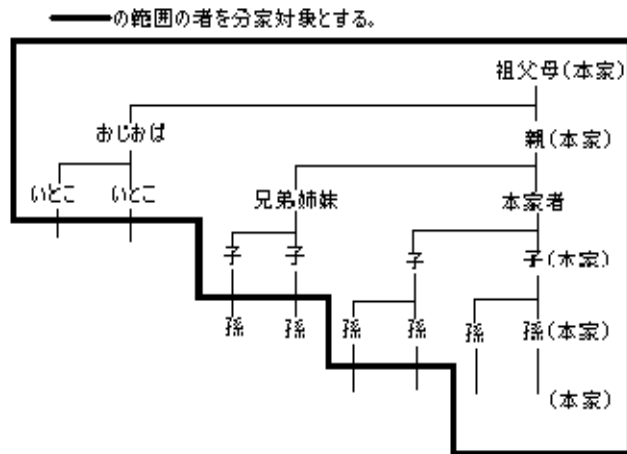 の範囲の者を分家対象とする。
祖父母(本家)
おじおば 親(本家)
いとこ いとこ 兄弟姉妹 本家者
子 子 子 子(本家)
孫 孫 孫 孫 孫 孫(本家)
(本家)